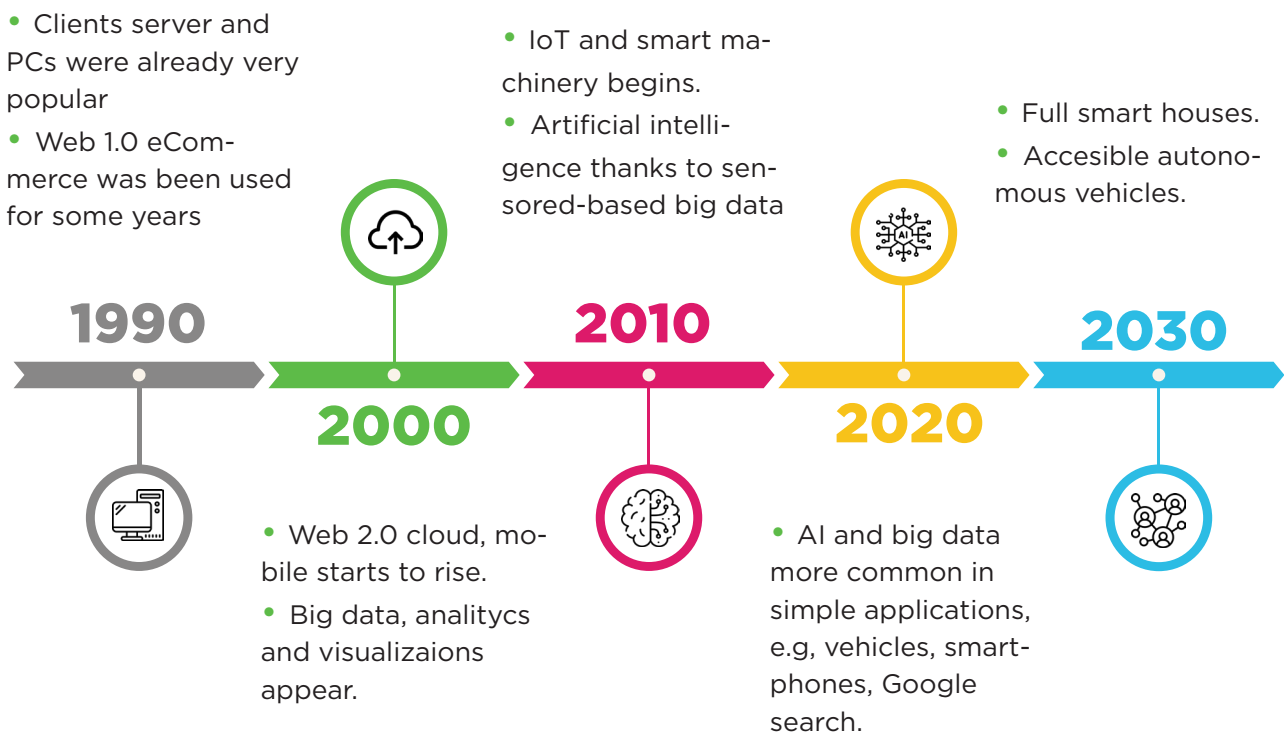 • Clients server and
PCs were already very
popular
• Web 1.0 eCom-
merce was been used
for some years
1990
2000
• Web 2.0 cloud, mo-
bile starts to rise.
• Big data, analitycs
and visualizaions
appear.
• IoT and smart ma-
chinery begins.
• Artificial intelli-
gence thanks to sen-
sored-based big data
2010
AI
2020
• AI and big data
more common in
simple applications,
e.g, vehicles, smart-
phones, Google
search.
• Full smart houses.
• Accesible autono-
mous vehicles.
2030